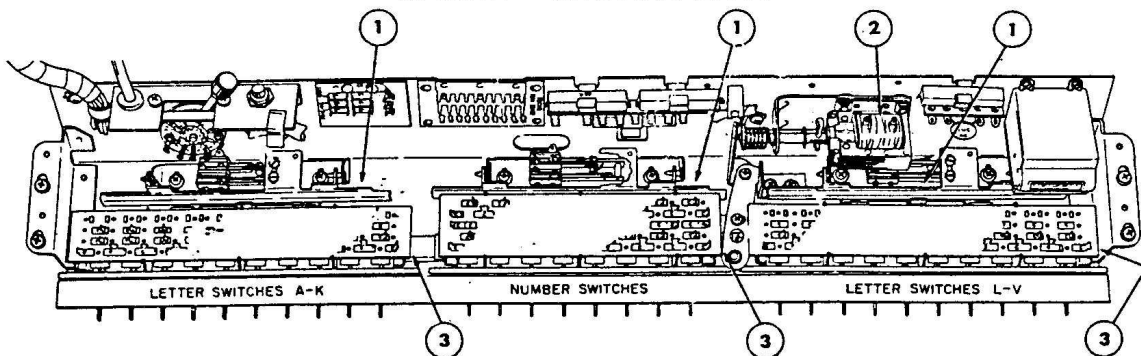 1 1 2 1
LETTER SWITCHES A-K NUMBER SWITCHES LETTER SWITCHES L-V
3 3 3